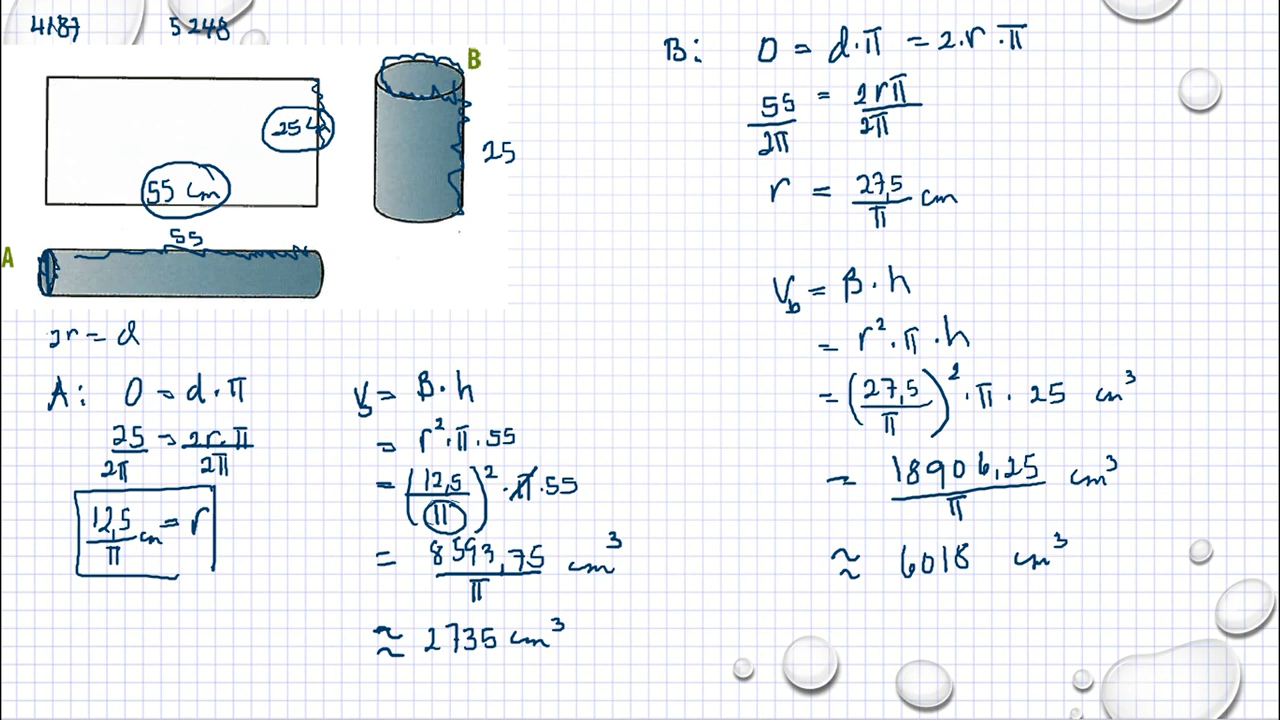 4187 5248
25 cm
55 cm
B
25
A
55
2r = d
A: O = d·π
25/2π = 2r·π/2π
12,5/π cm = r
V = B·h
= r²·π·55
= (12,5/π)²·π·55
= 8593,75/π cm³
≈ 2735 cm³
B: O = d·π = 2·r·π
55/2π = 2rπ/2π
r = 27,5/π cm
V_b = B·h
= r²·π·h
= (27,5/π)²·π·25 cm³
= 18906,25/π cm³
≈ 6018 cm³